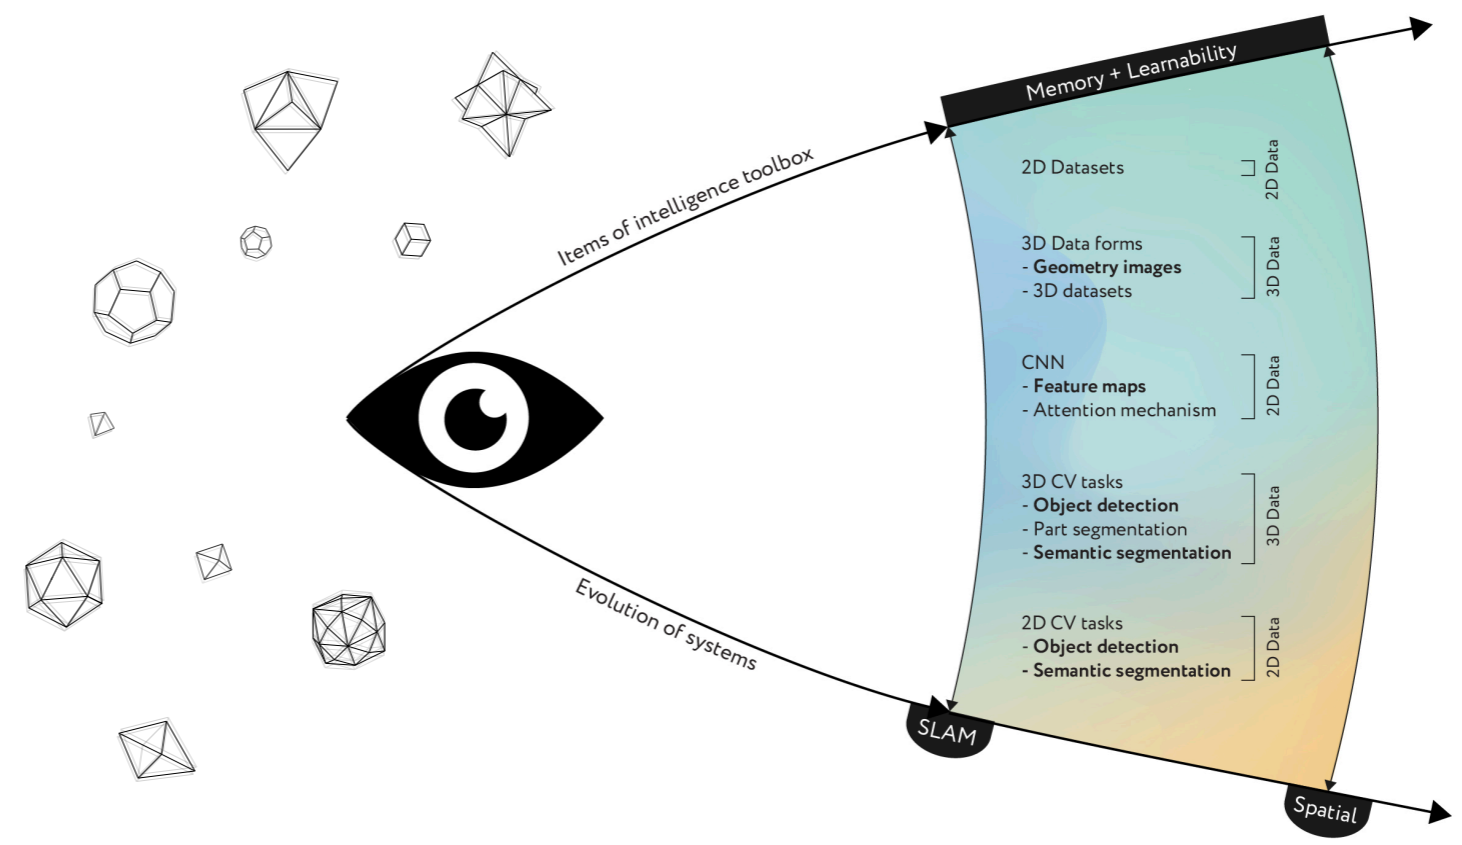 Memory + Learnability
Items of intelligence toolbox
2D Datasets
2D Data
3D Data forms
- Geometry images
- 3D datasets
3D Data
CNN
- Feature maps
- Attention mechanism
2D Data
3D CV tasks
- Object detection
- Part segmentation
- Semantic segmentation
3D Data
2D CV tasks
- Object detection
- Semantic segmentation
2D Data
Evolution of systems
SLAM
Spatial